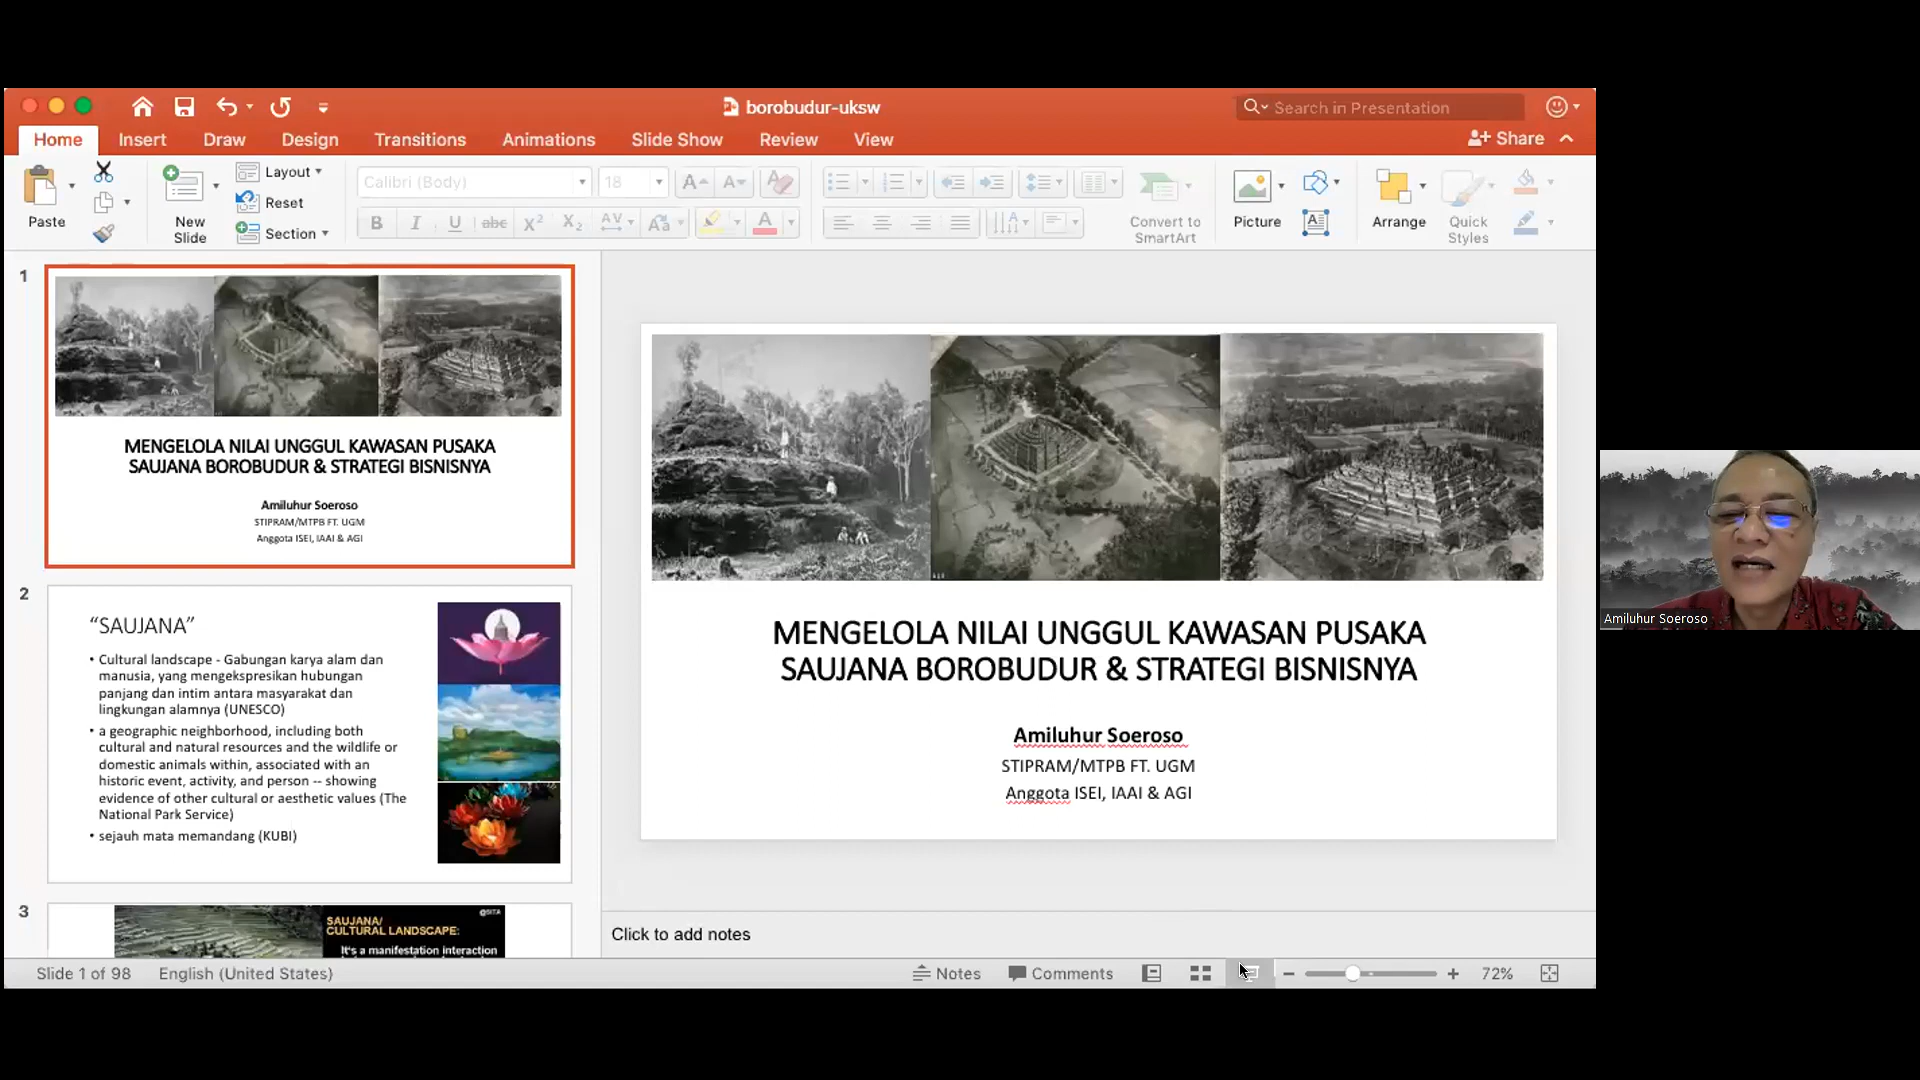 borobudur-uksw
Search in Presentation
Home
Insert
Draw
Design
Transitions
Animations
Slide Show
Review
View
Share
Paste
New
Slide
Layout
Reset
Section
Calibri (Body)
18
Convert to
SmartArt
Picture
Arrange
Quick
Styles
1
MENGELOLA NILAI UNGGUL KAWASAN PUSAKA
SAUJANA BOROBUDUR & STRATEGI BISNISNYA
Amiluhur Soeroso
STIPRAM/MTPB FT. UGM
Anggota ISEI, IAAI & AGI
2
“SAUJANA”
• Cultural landscape - Gabungan karya alam dan
manusia, yang mengekspresikan hubungan
panjang dan intim antara masyarakat dan
lingkungan alamnya (UNESCO)
• a geographic neighborhood, including both
cultural and natural resources and the wildlife or
domestic animals within, associated with an
historic event, activity, and person -- showing
evidence of other cultural or aesthetic values (The
National Park Service)
• sejauh mata memandang (KUBI)
3
@SITA
SAUJANA/
CULTURAL LANDSCAPE:
It's a manifestation interaction
MENGELOLA NILAI UNGGUL KAWASAN PUSAKA
SAUJANA BOROBUDUR & STRATEGI BISNISNYA
Amiluhur Soeroso
STIPRAM/MTPB FT. UGM
Anggota ISEI, IAAI & AGI
Click to add notes
Slide 1 of 98
English (United States)
Notes
Comments
72%
Amiluhur Soeroso